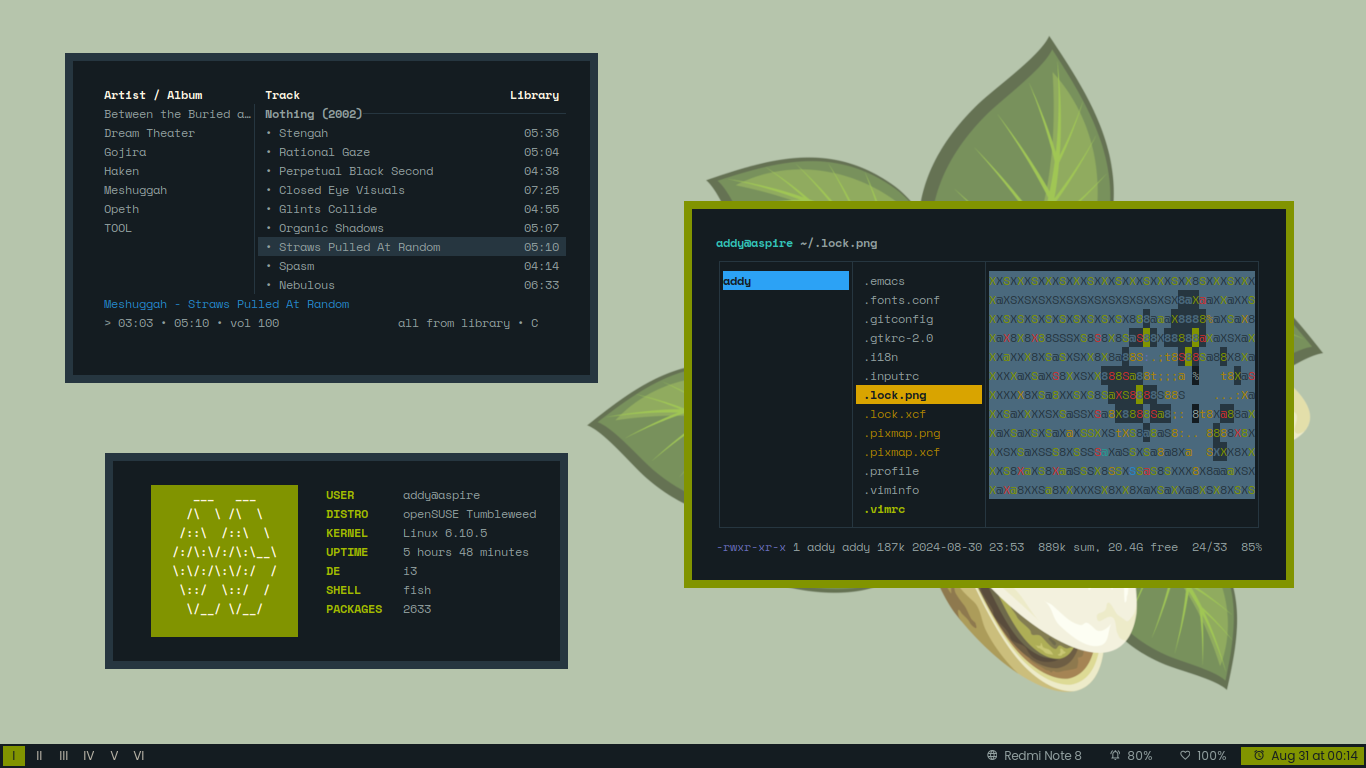 Artist / Album Track Library
Between the Buried a… Nothing (2002)
Dream Theater • Stengah 05:36
Gojira • Rational Gaze 05:04
Haken • Perpetual Black Second 04:38
Meshuggah • Closed Eye Visuals 07:25
Opeth • Glints Collide 04:55
TOOL • Organic Shadows 05:07
• Straws Pulled At Random 05:10
• Spasm 04:14
• Nebulous 06:33
Meshuggah - Straws Pulled At Random
> 03:03 • 05:10 • vol 100 all from library • C
USER addy@aspire
DISTRO openSUSE Tumbleweed
KERNEL Linux 6.10.5
UPTIME 5 hours 48 minutes
DE i3
SHELL fish
PACKAGES 2633
addy@aspire ~/.lock.png
addy .emacs
.fonts.conf
.gitconfig
.gtkrc-2.0
.i18n
.inputrc
.lock.png
.lock.xcf
.pixmap.png
.pixmap.xcf
.profile
.viminfo
.vimrc
-rwxr-xr-x 1 addy addy 187k 2024-08-30 23:53 889k sum, 20.4G free 24/33 85%
I II III IV V VI Redmi Note 8 80% 100% Aug 31 at 00:14